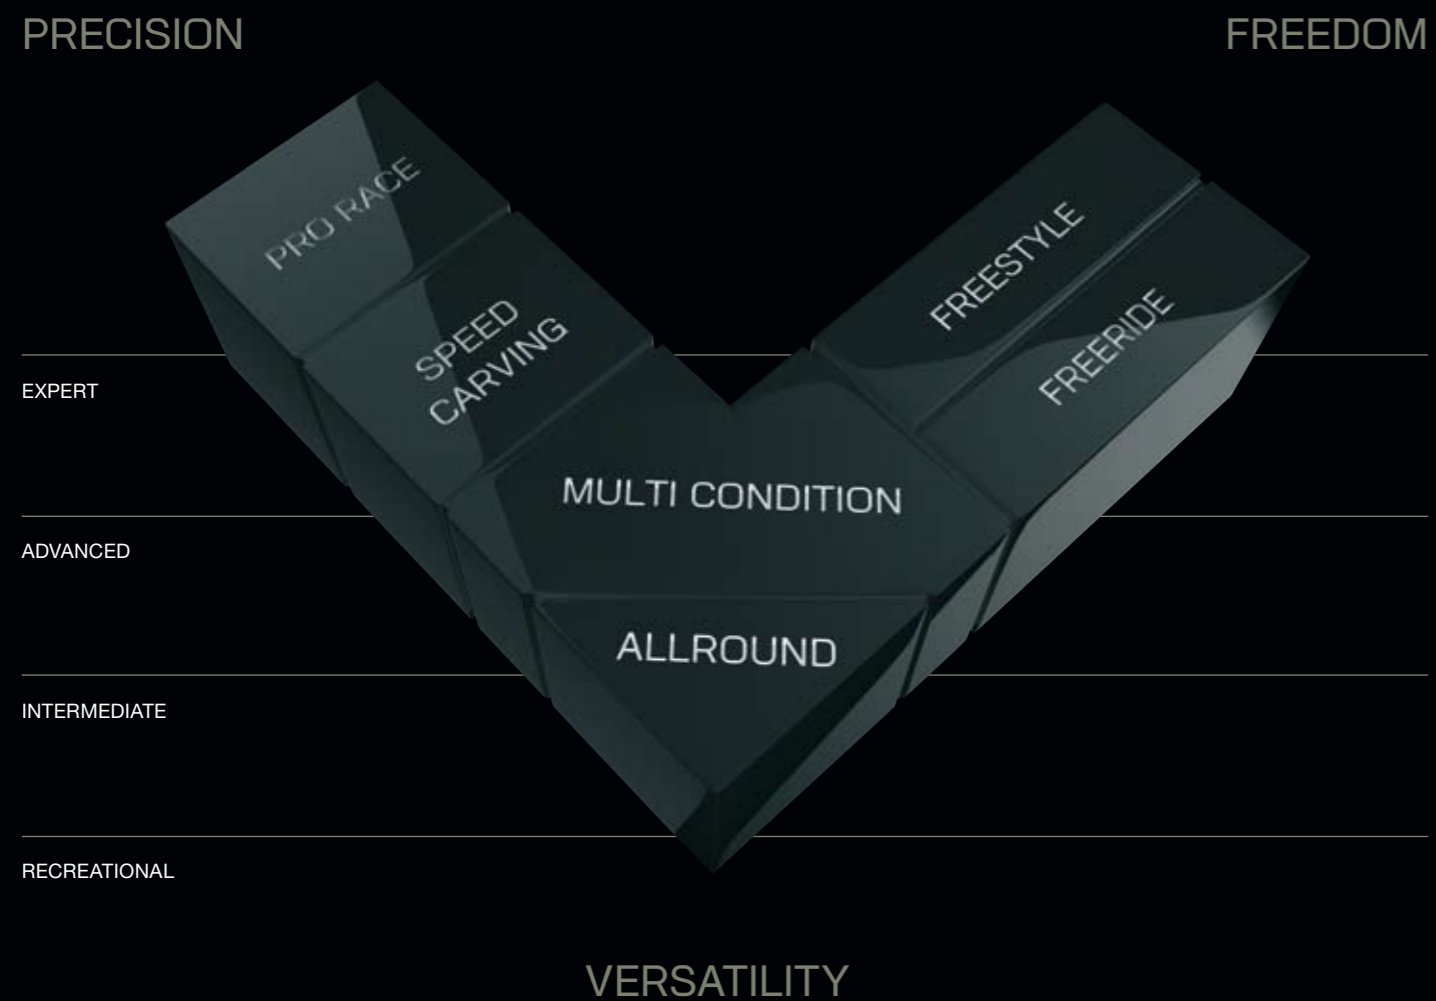 PRECISION
FREEDOM
PRO RACE
SPEED
CARVING
FREESTYLE
FREERIDE
EXPERT
MULTI CONDITION
ADVANCED
ALLROUND
INTERMEDIATE
RECREATIONAL
VERSATILITY